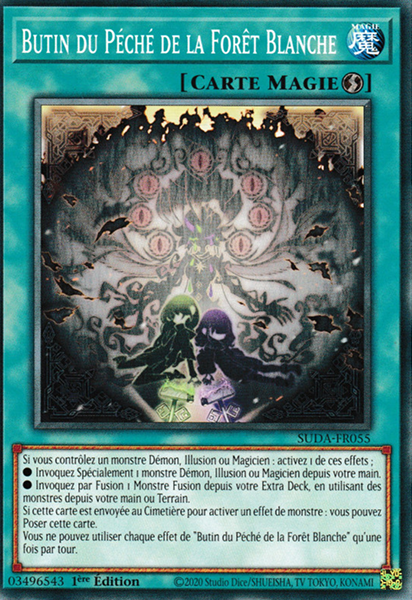 Butin du Péché de la Forêt Blanche
MAGIE
魔
[Carte Magie]
SUDA-FR055
Si vous contrôlez un monstre Démon, Illusion ou Magicien : activez 1 de ces effets ;
● Invoquez Spécialement 1 monstre Démon, Illusion ou Magicien depuis votre main.
● Invoquez par Fusion 1 Monstre Fusion depuis votre Extra Deck, en utilisant des
monstres depuis votre main ou Terrain.
Si cette carte est envoyée au Cimetière pour activer un effet de monstre : vous pouvez
Poser cette carte.
Vous ne pouvez utiliser chaque effet de "Butin du Péché de la Forêt Blanche" qu'une
fois par tour.
03496543 1ère Édition ©2020 Studio Dice/SHUEISHA, TV TOKYO, KONAMI